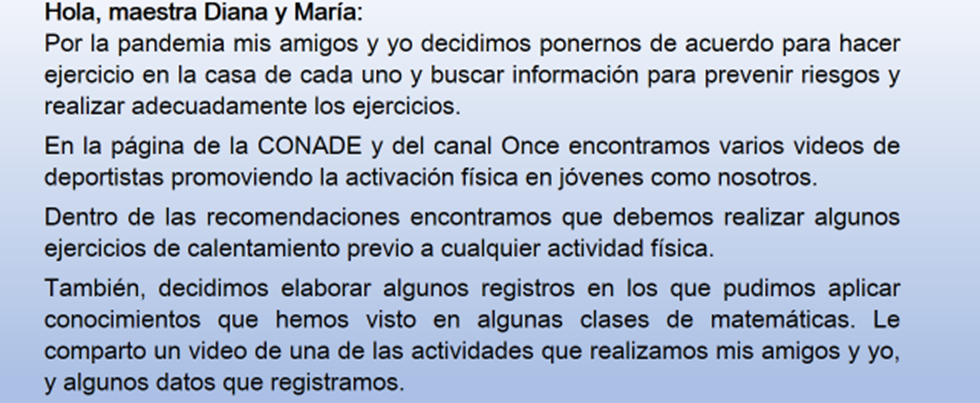 Hola, maestra Diana y María:
Por la pandemia mis amigos y yo decidimos ponernos de acuerdo para hacer
ejercicio en la casa de cada uno y buscar información para prevenir riesgos y
realizar adecuadamente los ejercicios.
En la página de la CONADE y del canal Once encontramos varios videos de
deportistas promoviendo la activación física en jóvenes como nosotros.
Dentro de las recomendaciones encontramos que debemos realizar algunos
ejercicios de calentamiento previo a cualquier actividad física.
También, decidimos elaborar algunos registros en los que pudimos aplicar
conocimientos que hemos visto en algunas clases de matemáticas. Le
comparto un video de una de las actividades que realizamos mis amigos y yo,
y algunos datos que registramos.